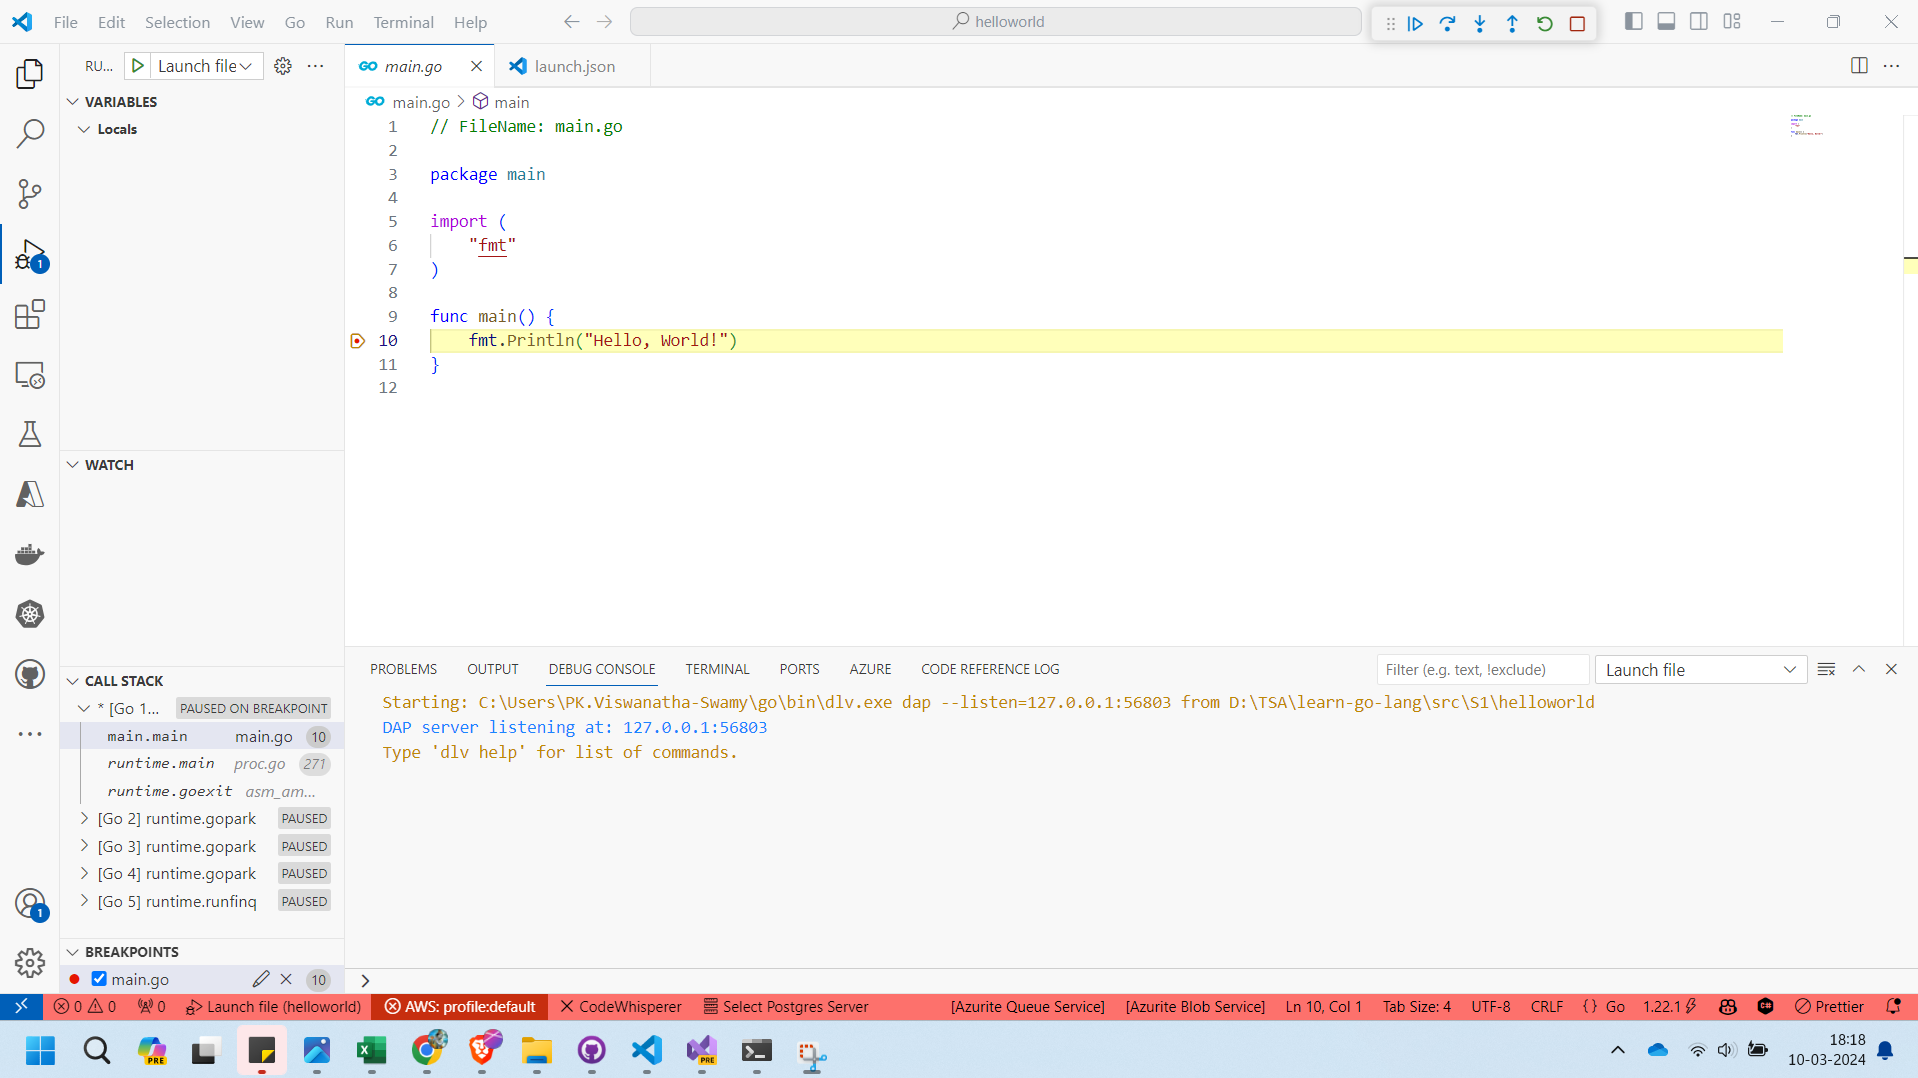 File Edit Selection View Go Run Terminal Help
helloworld
RU... Launch file
main.go
launch.json
VARIABLES
Locals
WATCH
CALL STACK
* [Go 1... PAUSED ON BREAKPOINT
main.main main.go 10
runtime.main proc.go 271
runtime.goexit asm_am...
[Go 2] runtime.gopark PAUSED
[Go 3] runtime.gopark PAUSED
[Go 4] runtime.gopark PAUSED
[Go 5] runtime.runfinq PAUSED
BREAKPOINTS
main.go 10
1
1
main.go > main
1 // FileName: main.go
2
3 package main
4
5 import (
6 "fmt"
7 )
8
9 func main() {
10 fmt.Println("Hello, World!")
11 }
12
PROBLEMS OUTPUT DEBUG CONSOLE TERMINAL PORTS AZURE CODE REFERENCE LOG
Filter (e.g. text, !exclude)
Launch file
Starting: C:\Users\PK.Viswanatha-Swamy\go\bin\dlv.exe dap --listen=127.0.0.1:56803 from D:\TSA\learn-go-lang\src\S1\helloworld
DAP server listening at: 127.0.0.1:56803
Type 'dlv help' for list of commands.
>
0 0 0 Launch file (helloworld) AWS: profile:default CodeWhisperer Select Postgres Server [Azurite Queue Service] [Azurite Blob Service] Ln 10, Col 1 Tab Size: 4 UTF-8 CRLF {} Go 1.22.1 Prettier
PRE
PRE
18:18
10-03-2024